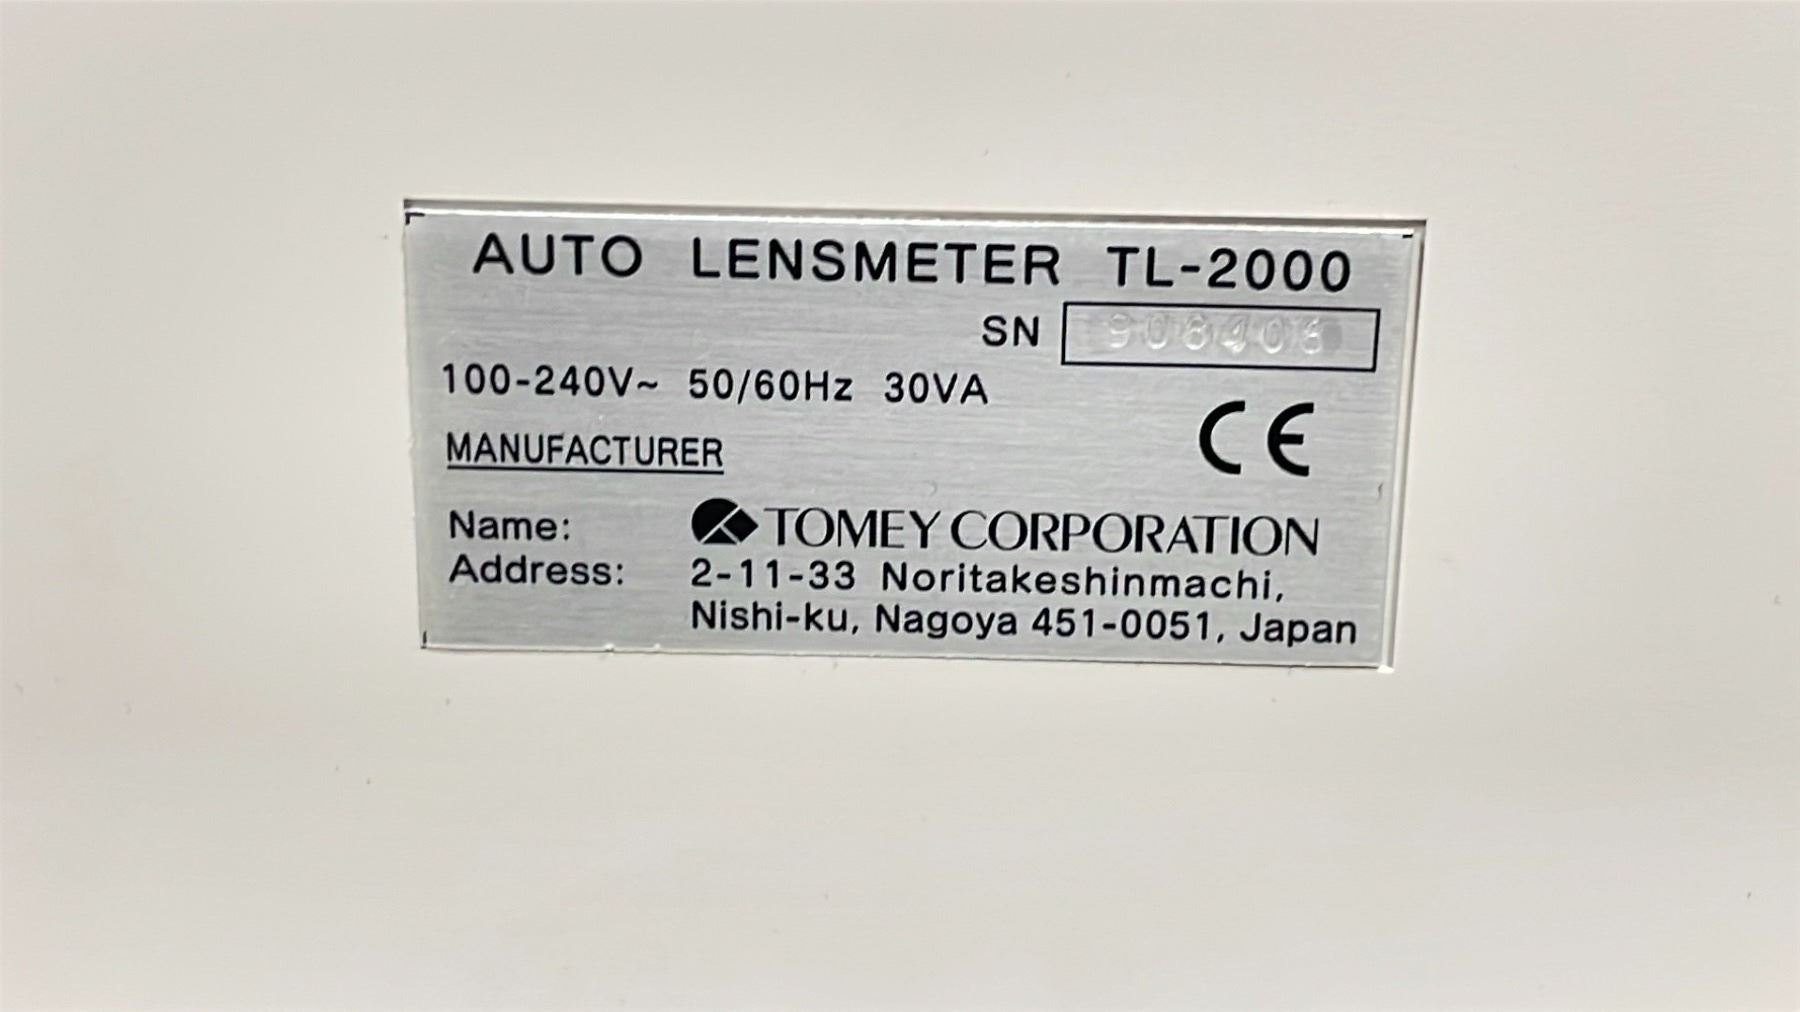 AUTO LENSMETER TL-2000
SN
100-240V~ 50/60Hz 30VA
CE
MANUFACTURER
Name: TOMEY CORPORATION
Address: 2-11-33 Noritakeshinmachi,
Nishi-ku, Nagoya 451-0051, Japan